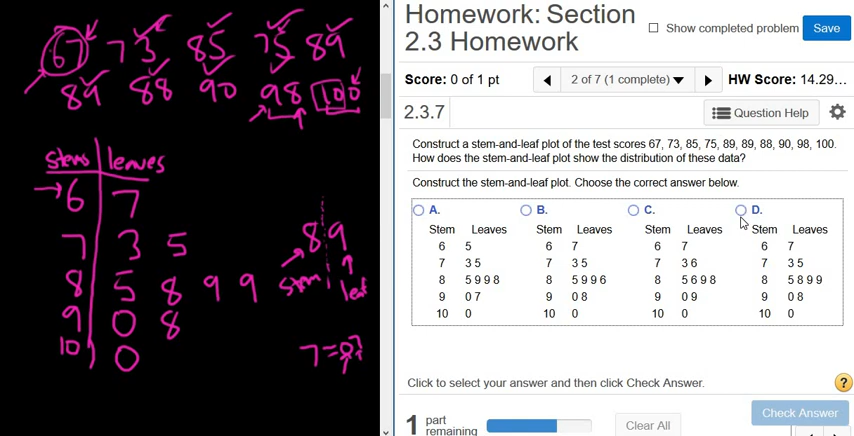 67 73 85 75 89
89 88 90 98 100
stems leaves
6 7
7 3 5
8 5 8 9 9
9 0 8
10 0
8 9
stem leaf
Homework: Section 2.3 Homework
Show completed problem
Save
Score: 0 of 1 pt
2 of 7 (1 complete)
HW Score: 14.29...
2.3.7
Question Help
Construct a stem-and-leaf plot of the test scores 67, 73, 85, 75, 89, 89, 88, 90, 98, 100.
How does the stem-and-leaf plot show the distribution of these data?
Construct the stem-and-leaf plot. Choose the correct answer below.
A. B. C. D.
Stem Leaves Stem Leaves Stem Leaves Stem Leaves
6 5 6 7 6 7 6 7
7 3 5 7 3 5 7 3 6 7 3 5
8 5 9 9 8 8 5 9 9 6 8 5 6 9 8 8 5 8 9 9
9 0 7 9 0 8 9 0 9 9 0 8
10 0 10 0 10 0 10 0
Click to select your answer and then click Check Answer.
?
1 part remaining
Clear All
Check Answer